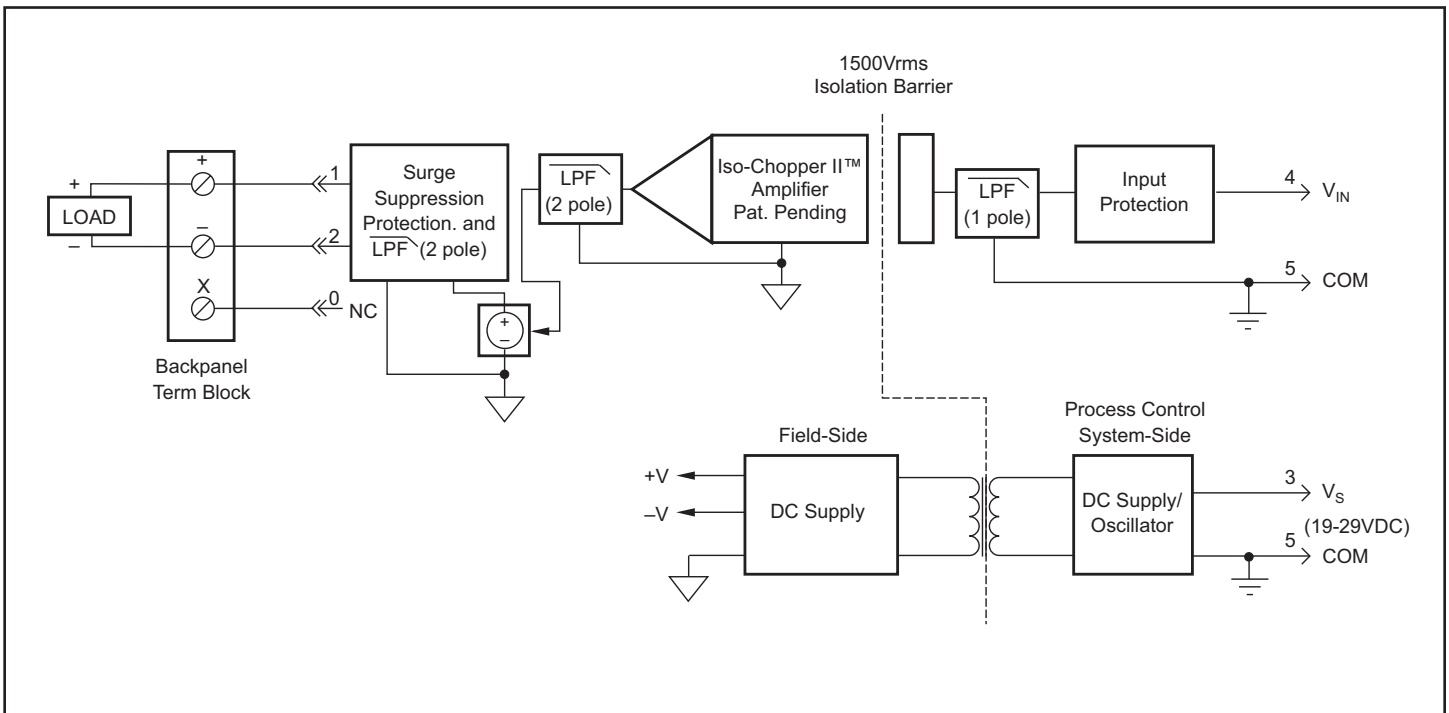 1500Vrms
Isolation Barrier
+
LOAD
–
+
–
X
Backpanel
Term Block
1
2
0
NC
Surge
Suppression
Protection. and
LPF (2 pole)
+
–
LPF
(2 pole)
Iso-Chopper II™
Amplifier
Pat. Pending
LPF
(1 pole)
Input
Protection
4
VIN
5
COM
Field-Side
+V
–V
DC Supply
Process Control
System-Side
DC Supply/
Oscillator
3
VS
(19-29VDC)
5
COM